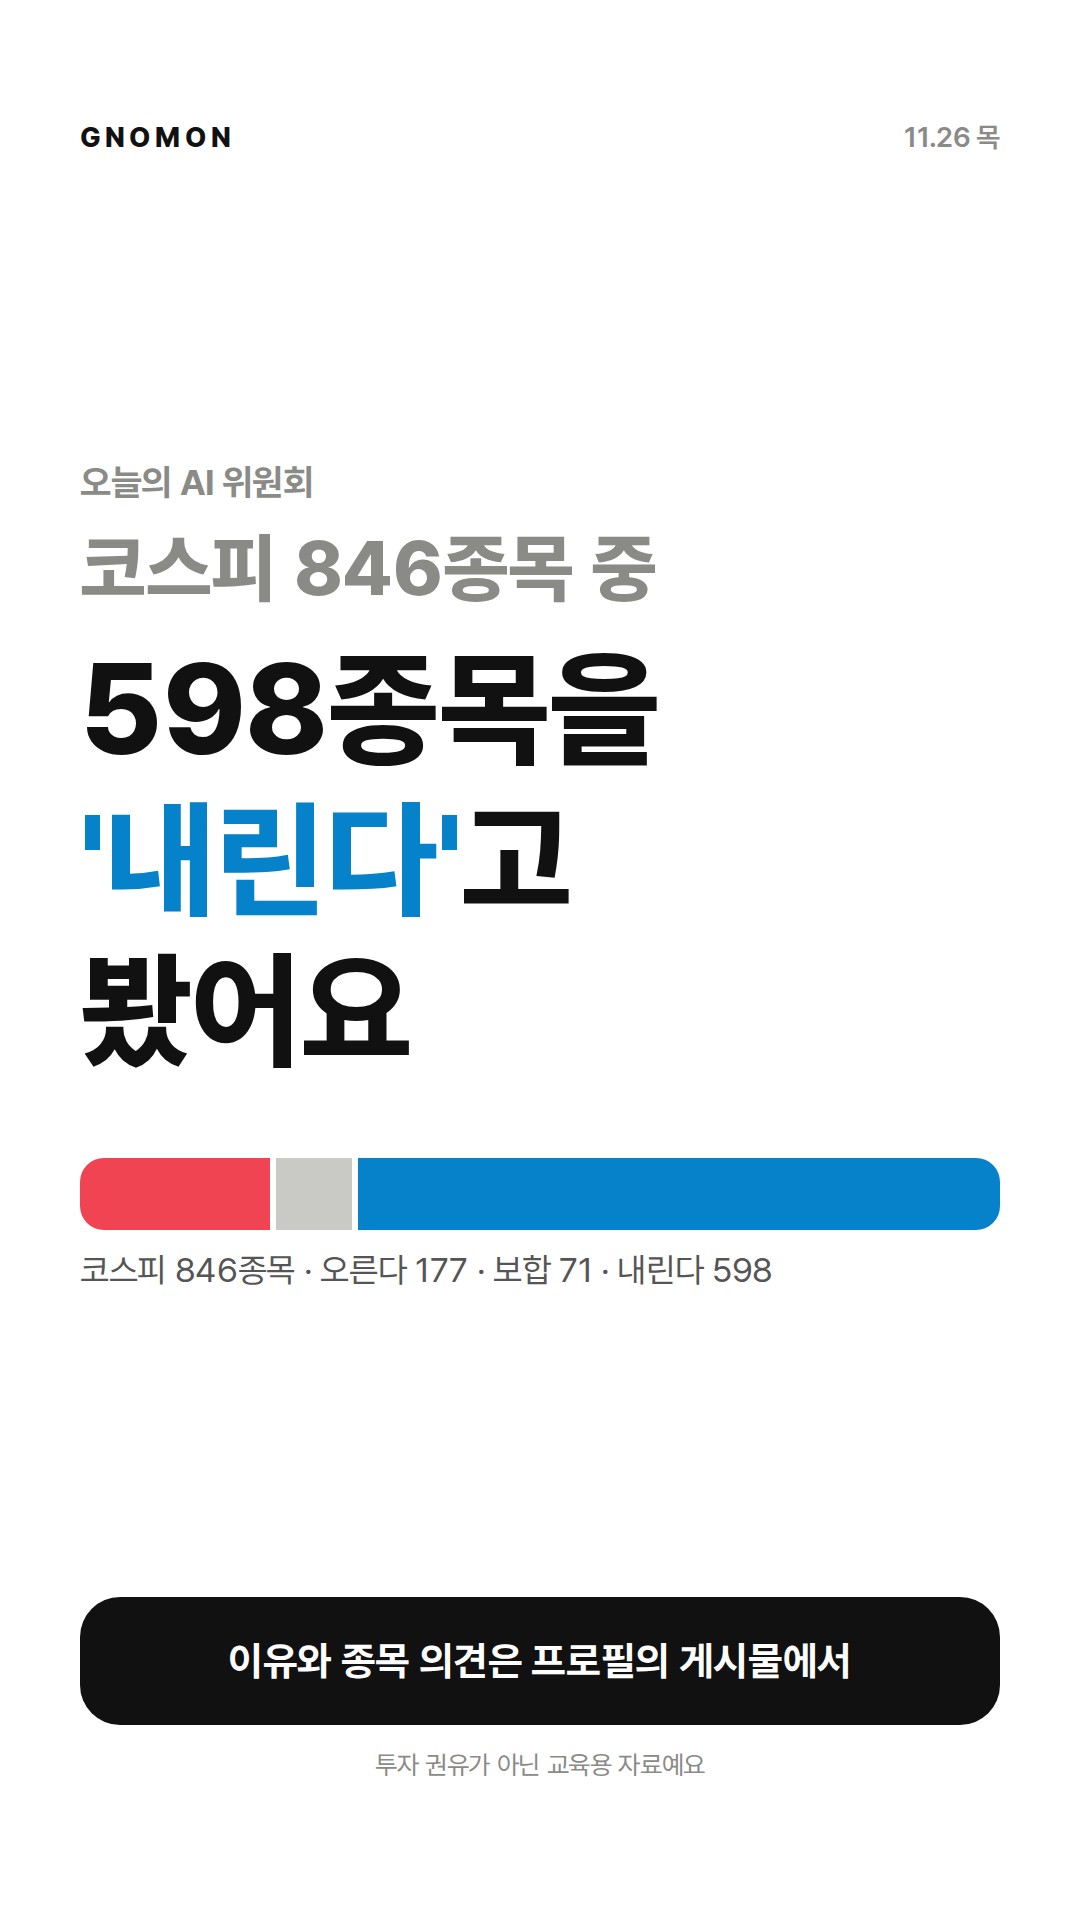 GNOMON
11.26 목
오늘의 AI 위원회
코스피 846종목 중
598종목을
'내린다'고
봤어요
코스피 846종목 · 오른다 177 · 보합 71 · 내린다 598
이유와 종목 의견은 프로필의 게시물에서
투자 권유가 아닌 교육용 자료예요